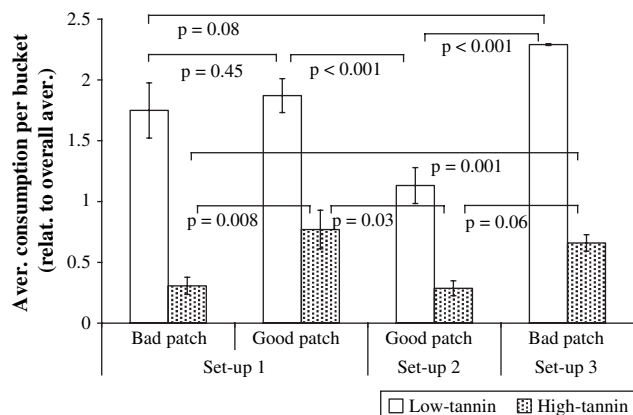 Aver. consumption per bucket
(relat. to overall aver.)
2.5
2
1.5
1
0.5
0
p = 0.08
p < 0.001
p = 0.45
p < 0.001
p = 0.001
p = 0.008
p = 0.03
p = 0.06
Bad patch
Good patch
Good patch
Bad patch
Set-up 1
Set-up 2
Set-up 3
Low-tannin
High-tannin